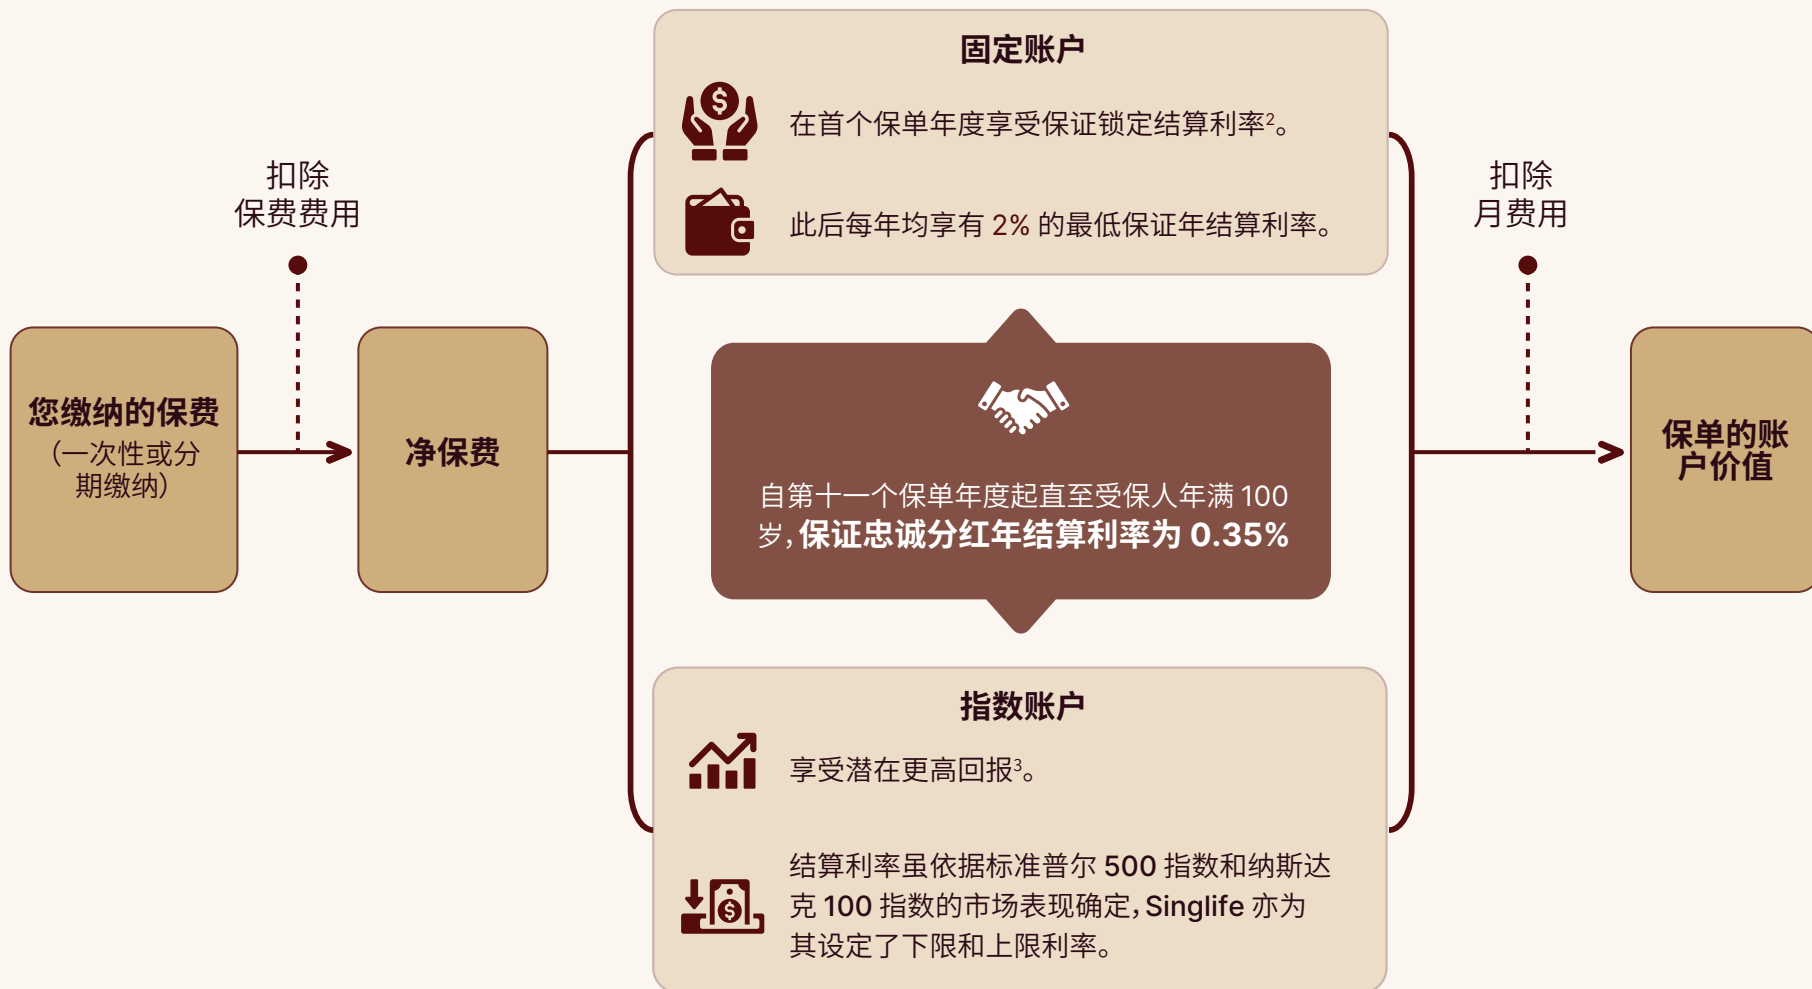 固定账户
在首个保单年度享受保证锁定结算利率2。
此后每年均享有 2% 的最低保证年结算利率。
扣除
保费费用
扣除
月费用
您缴纳的保费
（一次性或分
期缴纳）
净保费
自第十一个保单年度起直至受保人年满 100
岁，保证忠诚分红年结算利率为 0.35%
保单的账
户价值
指数账户
享受潜在更高回报3。
结算利率虽依据标准普尔 500 指数和纳斯达
克 100 指数的市场表现确定，Singlife 亦为
其设定了下限和上限利率。